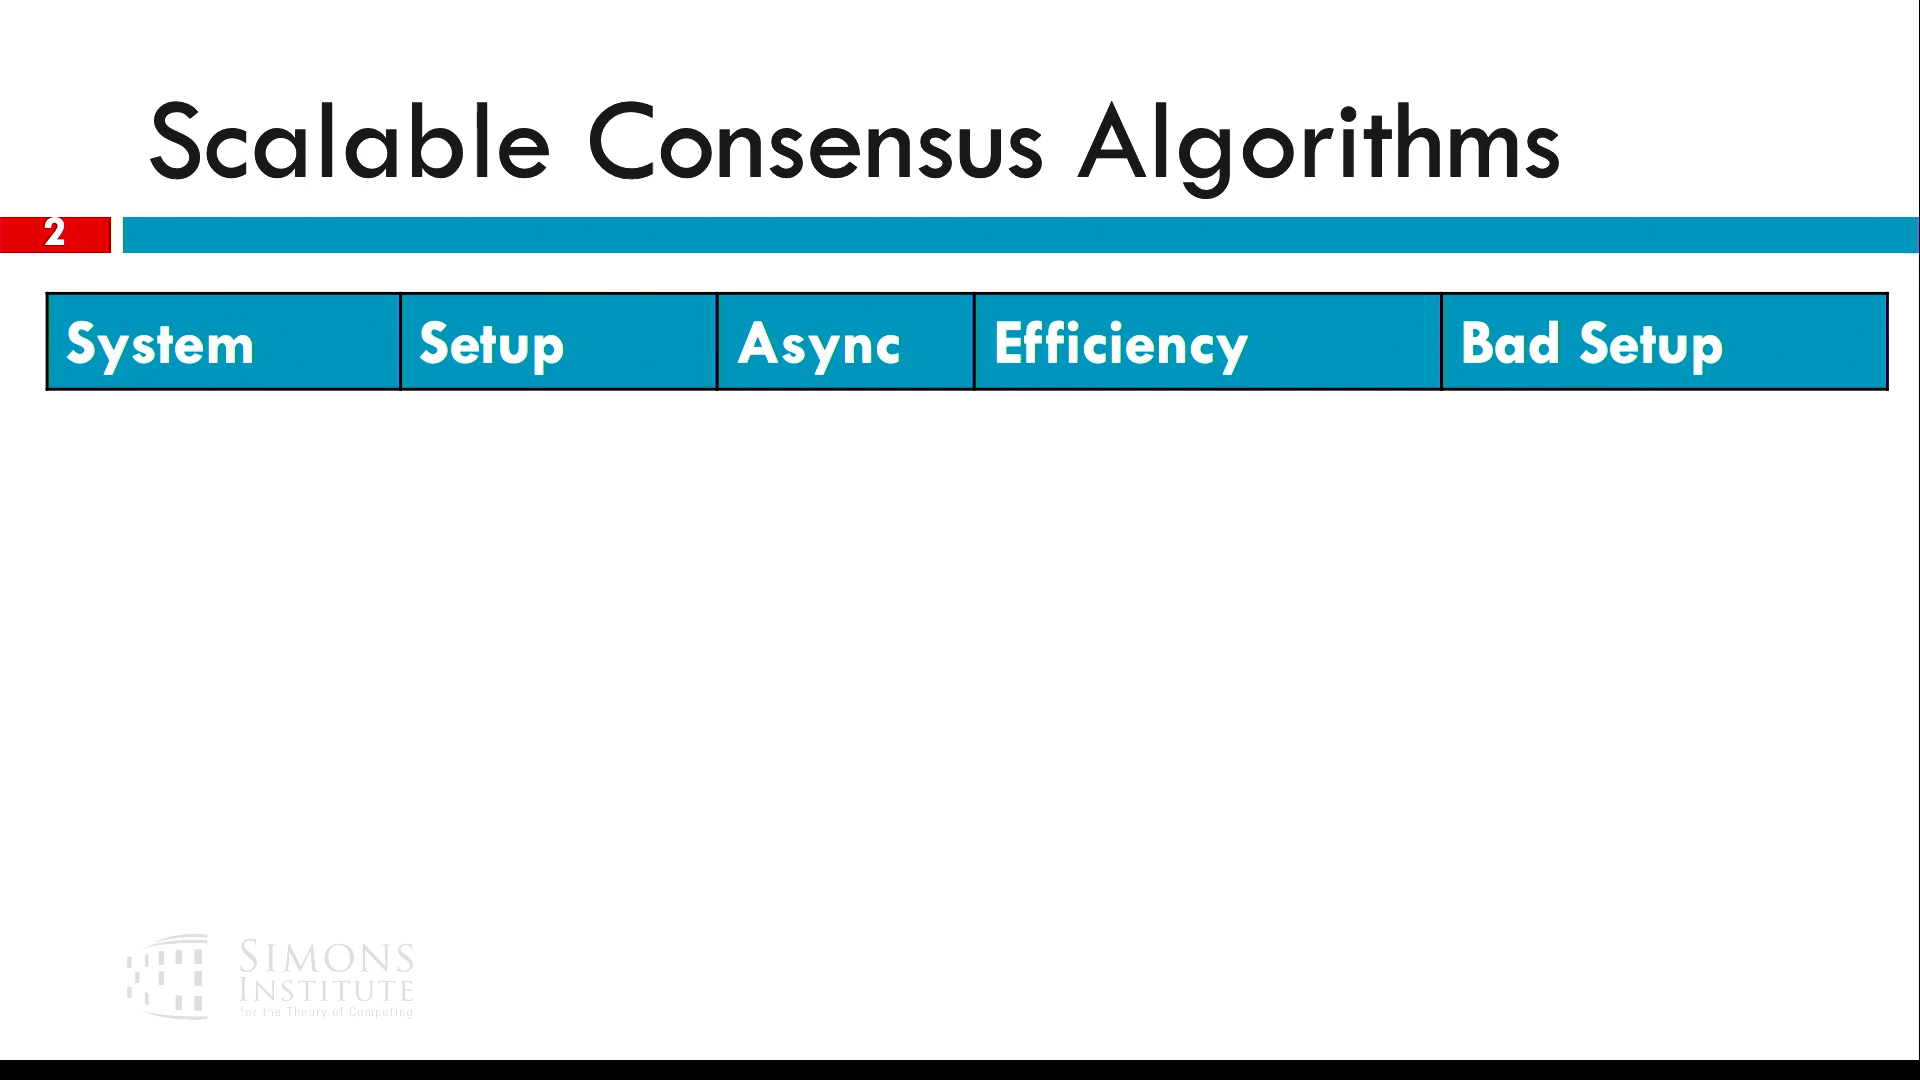 Scalable Consensus Algorithms
2
System Setup Async Efficiency Bad Setup
SIMONS
INSTITUTE
for the Theory of Computing